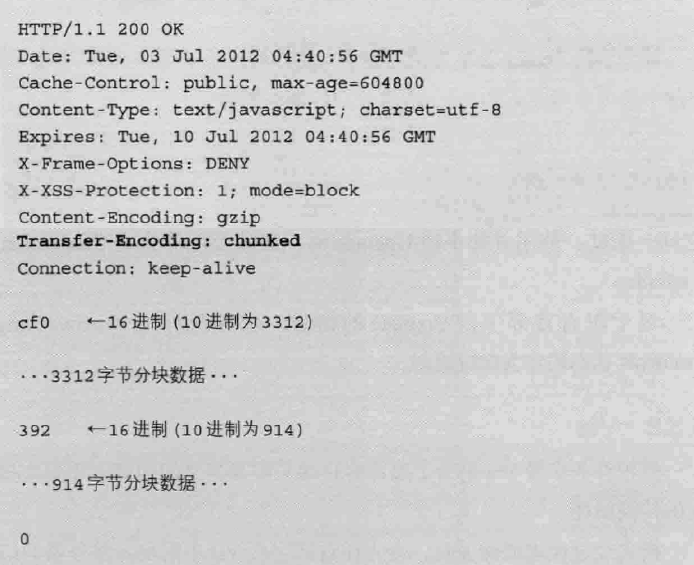 HTTP/1.1 200 OK
Date: Tue, 03 Jul 2012 04:40:56 GMT
Cache-Control: public, max-age=604800
Content-Type: text/javascript; charset=utf-8
Expires: Tue, 10 Jul 2012 04:40:56 GMT
X-Frame-Options: DENY
X-XSS-Protection: 1; mode=block
Content-Encoding: gzip
Transfer-Encoding: chunked
Connection: keep-alive
cf0 ←16进制(10进制为3312)
···3312字节分块数据···
392 ←16进制(10进制为914)
···914字节分块数据···
0